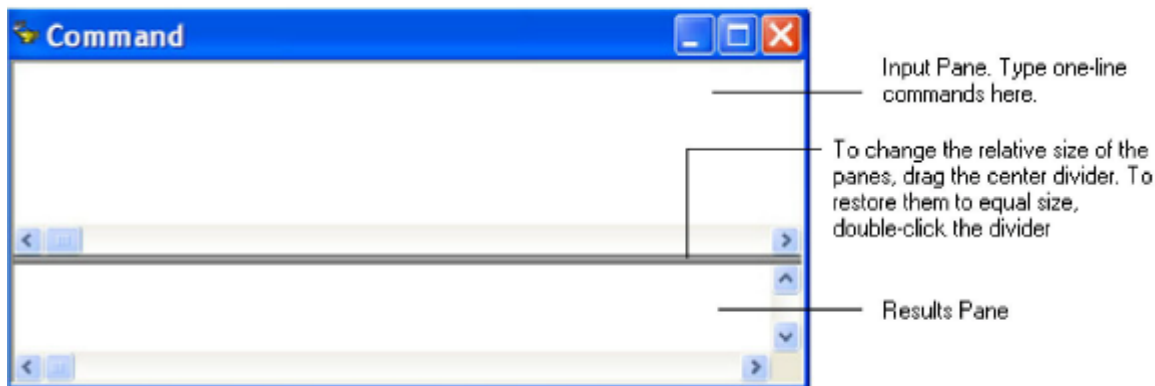 Command
Input Pane. Type one-line
commands here.
To change the relative size of the
panes, drag the center divider. To
restore them to equal size,
double-click the divider
Results Pane